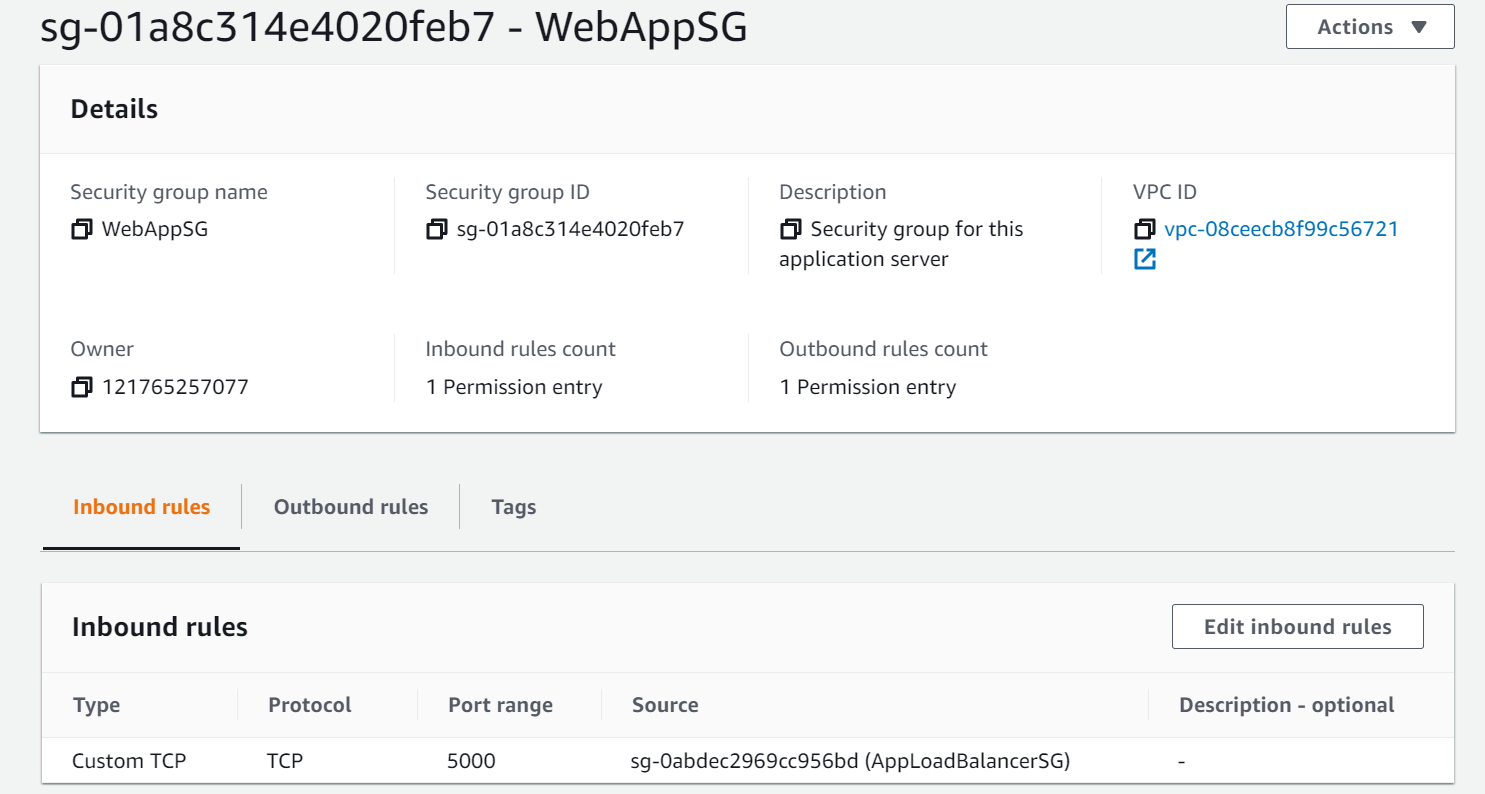 sg-01a8c314e4020feb7 - WebAppSG
Actions
Details
Security group name
WebAppSG
Security group ID
sg-01a8c314e4020feb7
Description
Security group for this
application server
VPC ID
vpc-08ceecb8f99c56721
Owner
121765257077
Inbound rules count
1 Permission entry
Outbound rules count
1 Permission entry
Inbound rules
Outbound rules
Tags
Inbound rules
Edit inbound rules
Type Protocol Port range Source Description - optional
Custom TCP TCP 5000 sg-0abdec2969cc956bd (AppLoadBalancerSG) -